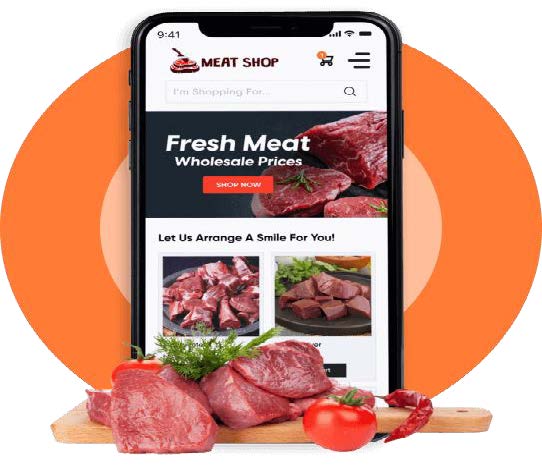 9:41
MEAT SHOP
I'm Shopping For...
Fresh Meat
Wholesale Prices
SHOP NOW
Let Us Arrange A Smile For You!